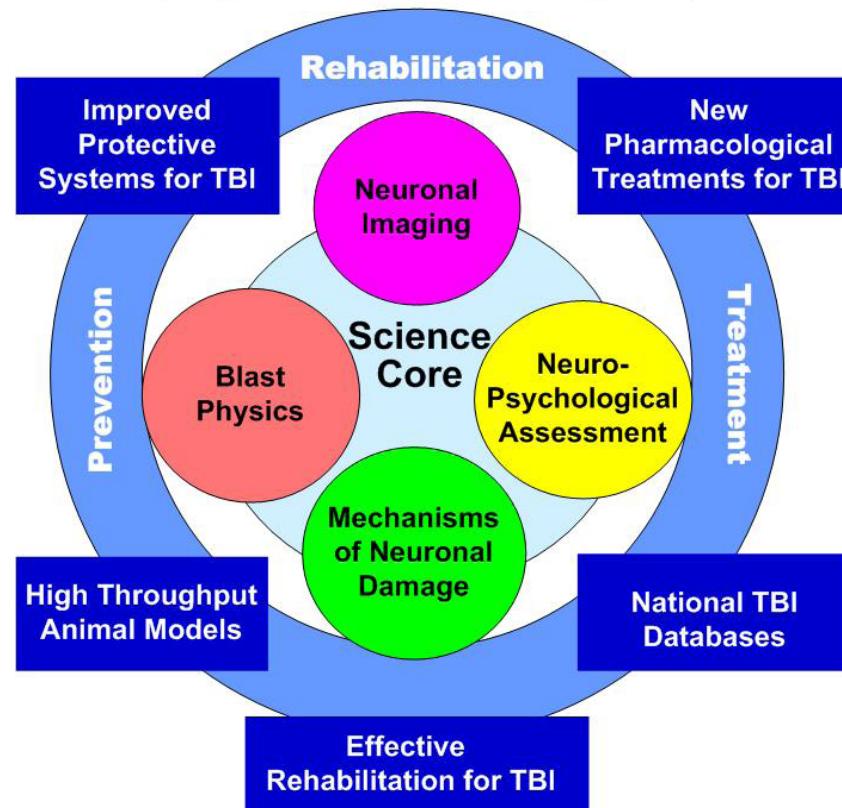 Rehabilitation
Improved
Protective
Systems for TBI
New
Pharmacological
Treatments for TBI
Neuronal
Imaging
Prevention
Treatment
Science
Core
Blast
Physics
Neuro-
Psychological
Assessment
Mechanisms
of Neuronal
Damage
High Throughput
Animal Models
National TBI
Databases
Effective
Rehabilitation for TBI